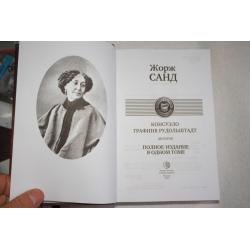 Жорж
САНД
КОНСУЭЛО
ГРАФИНЯ РУДОЛЬШТАДТ
ПОЛНОЕ ИЗДАНИЕ
В ОДНОМ ТОМЕ